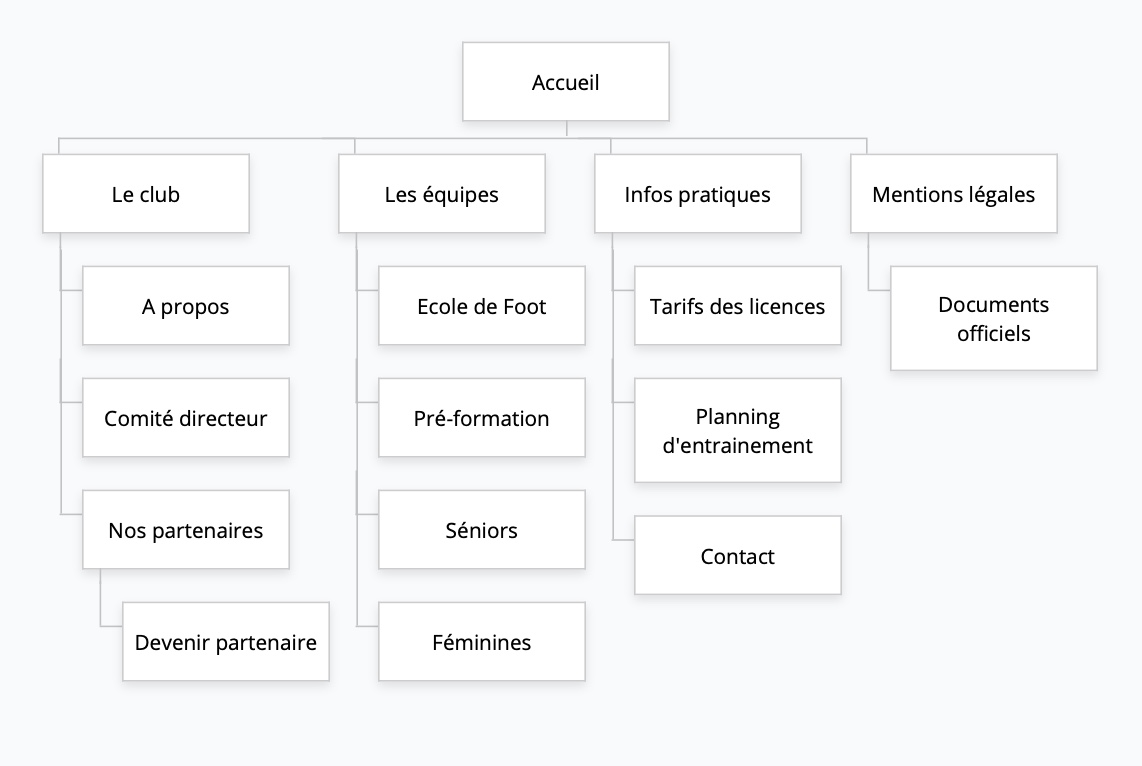 Accueil
Le club
Les équipes
Infos pratiques
Mentions légales
A propos
Ecole de Foot
Tarifs des licences
Documents
officiels
Comité directeur
Pré-formation
Planning
d'entrainement
Nos partenaires
Séniors
Contact
Devenir partenaire
Féminines